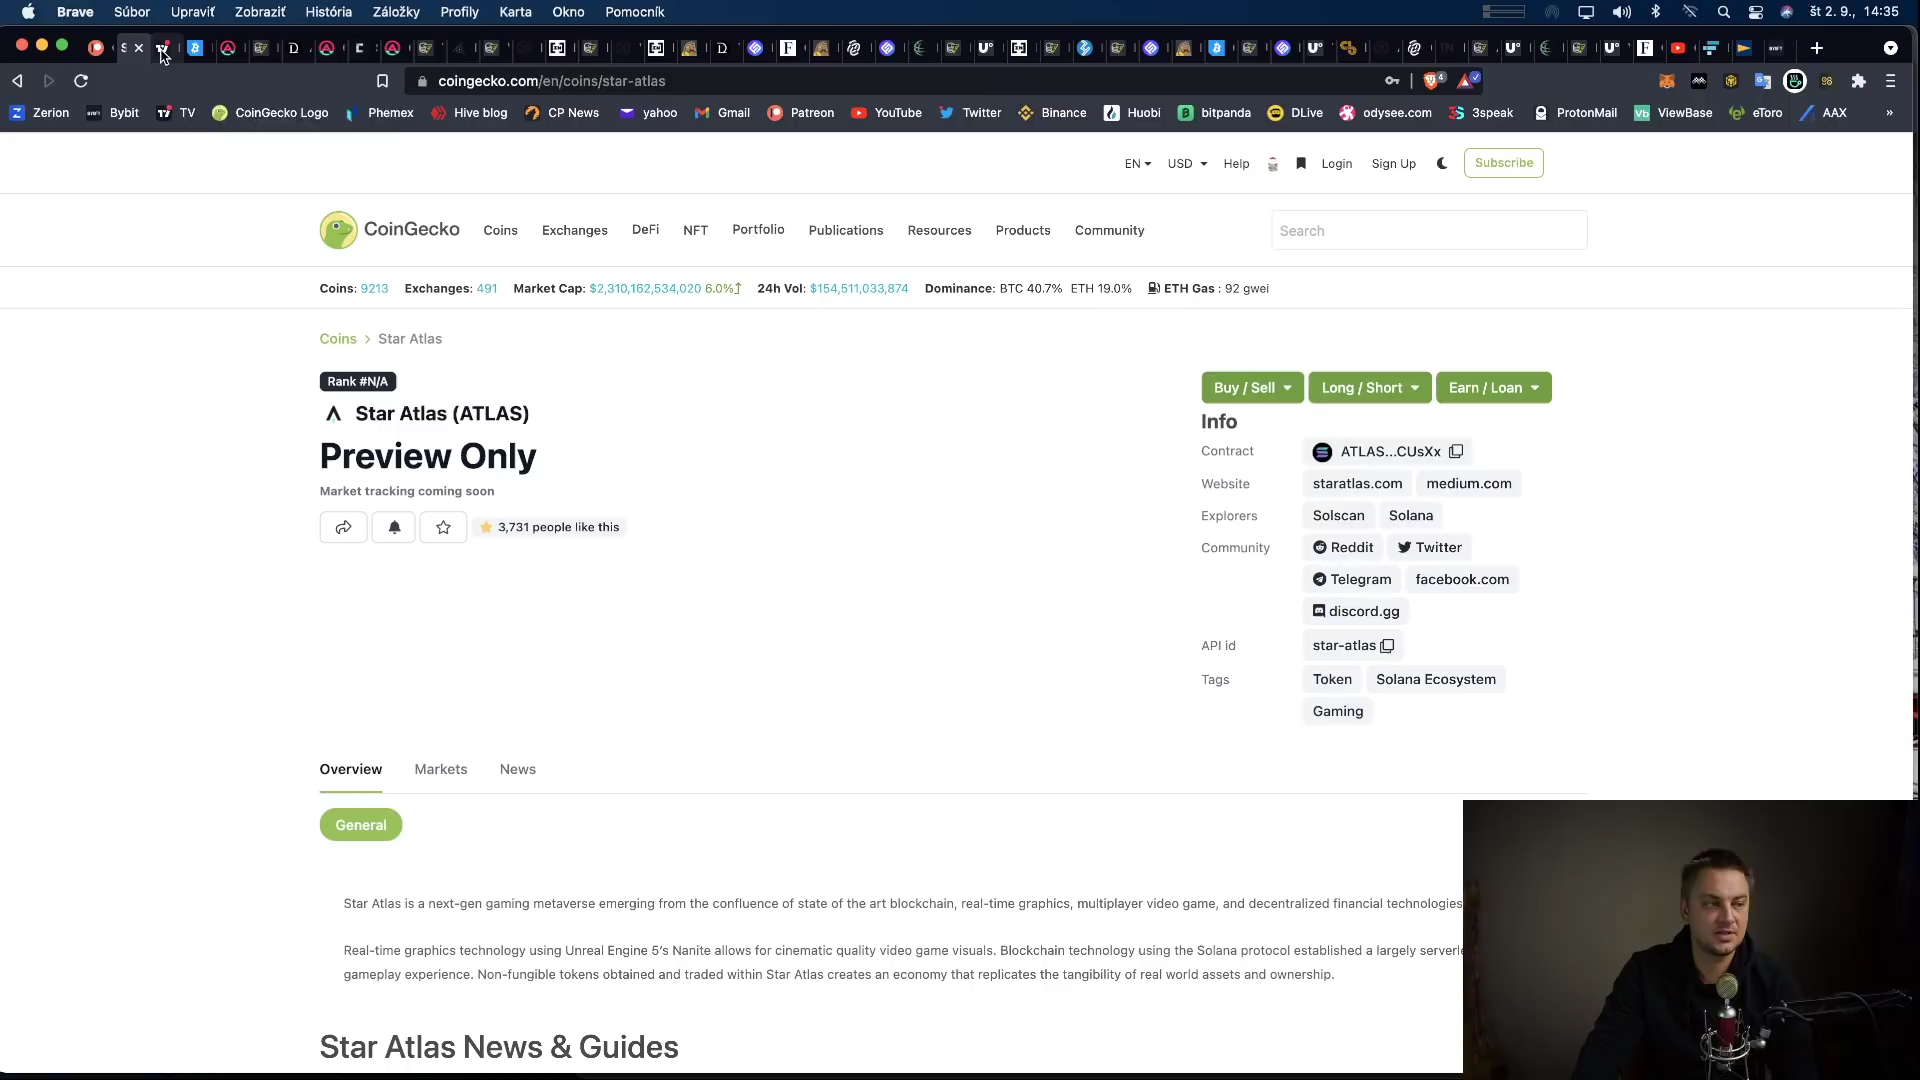 Brave Súbor Upraviť Zobraziť História Záložky Profily Karta Okno Pomocník št 2. 9., 14:35
coingecko.com/en/coins/star-atlas
Zerion Bybit TV CoinGecko Logo Phemex Hive blog CP News yahoo Gmail Patreon YouTube Twitter Binance Huobi bitpanda DLive odysee.com 3speak ProtonMail ViewBase eToro AAX »
EN USD Help Login Sign Up Subscribe
CoinGecko Coins Exchanges DeFi NFT Portfolio Publications Resources Products Community Search
Coins: 9213 Exchanges: 491 Market Cap: $2,310,162,534,020 6.0% 24h Vol: $154,511,033,874 Dominance: BTC 40.7% ETH 19.0% ETH Gas : 92 gwei
Coins > Star Atlas
Rank #N/A
Star Atlas (ATLAS)
Preview Only
Market tracking coming soon
3,731 people like this
Buy / Sell Long / Short Earn / Loan
Info
Contract ATLAS...CUsXx
Website staratlas.com medium.com
Explorers Solscan Solana
Community Reddit Twitter
Telegram facebook.com
discord.gg
API id star-atlas
Tags Token Solana Ecosystem
Gaming
Overview Markets News
General
Star Atlas is a next-gen gaming metaverse emerging from the confluence of state of the art blockchain, real-time graphics, multiplayer video game, and decentralized financial technologies
Real-time graphics technology using Unreal Engine 5's Nanite allows for cinematic quality video game visuals. Blockchain technology using the Solana protocol established a largely
gameplay experience. Non-fungible tokens obtained and traded within Star Atlas creates an economy that replicates the tangibility of real world assets and ownership.
Star Atlas News & Guides